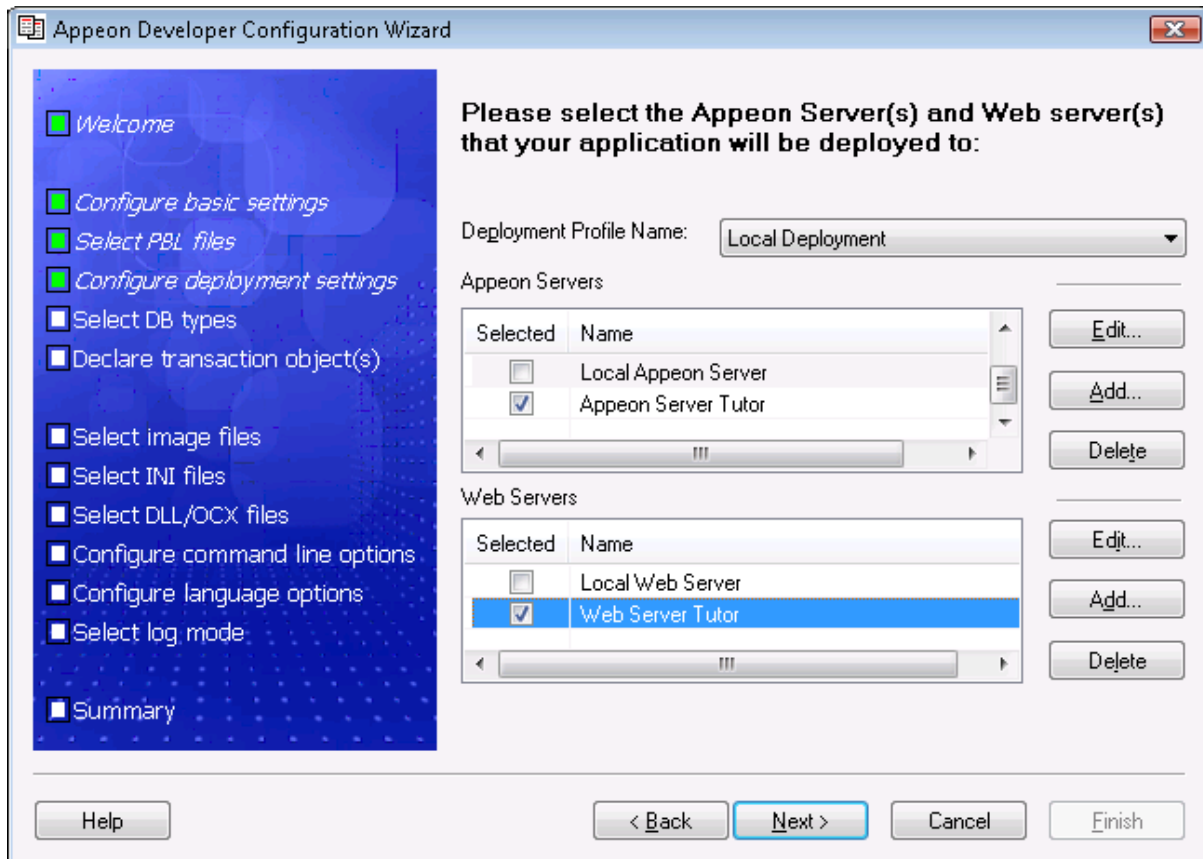 Appeon Developer Configuration Wizard
Welcome
Configure basic settings
Select PBL files
Configure deployment settings
Select DB types
Declare transaction object(s)
Select image files
Select INI files
Select DLL/OCX files
Configure command line options
Configure language options
Select log mode
Summary
Please select the Appeon Server(s) and Web server(s)
that your application will be deployed to:
Deployment Profile Name: Local Deployment
Appeon Servers
Selected Name
Local Appeon Server
Appeon Server Tutor
Edit...
Add...
Delete
Web Servers
Selected Name
Local Web Server
Web Server Tutor
Edit...
Add...
Delete
Help < Back Next > Cancel Finish